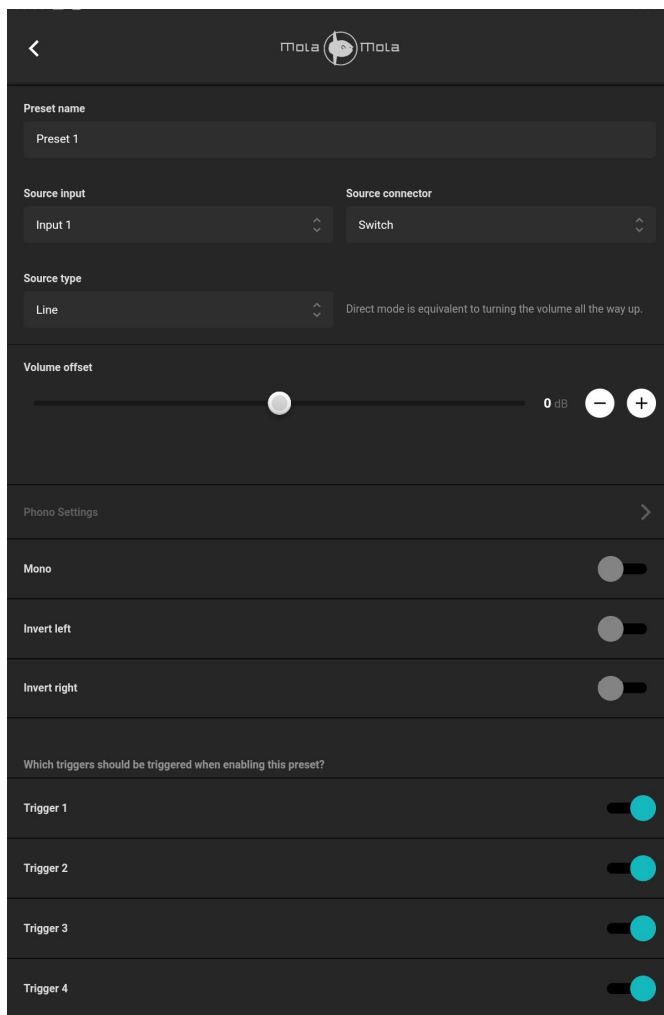 mola mola
Preset name
Preset 1
Source input Source connector
Input 1 Switch
Source type
Line Direct mode is equivalent to turning the volume all the way up.
Volume offset
0 dB
Phono Settings
Mono
Invert left
Invert right
Which triggers should be triggered when enabling this preset?
Trigger 1
Trigger 2
Trigger 3
Trigger 4